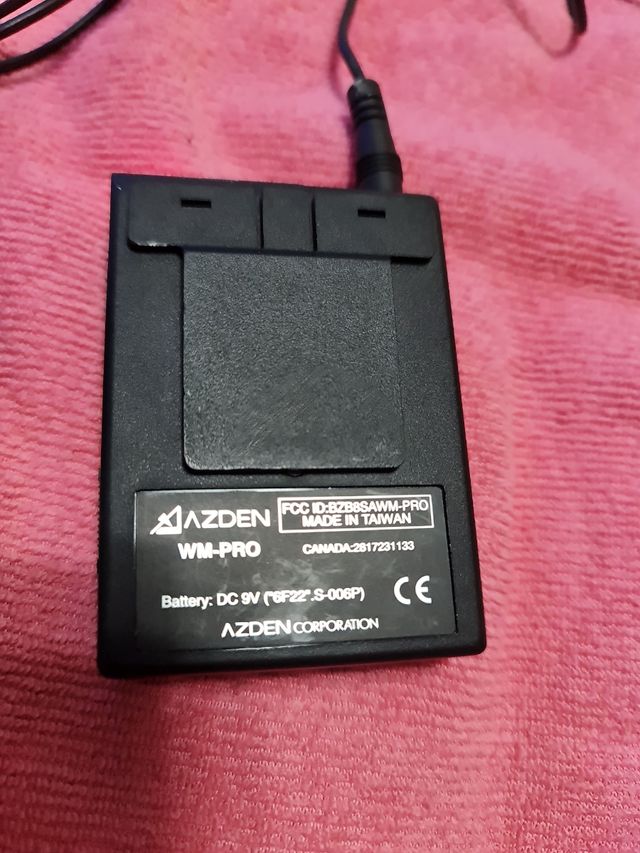 AZDEN
FCC ID:BZB8SAWM-PRO
MADE IN TAIWAN
WM-PRO
CANADA:2617231133
Battery: DC 9V ("6F22".S-006P)
CE
AZDEN CORPORATION